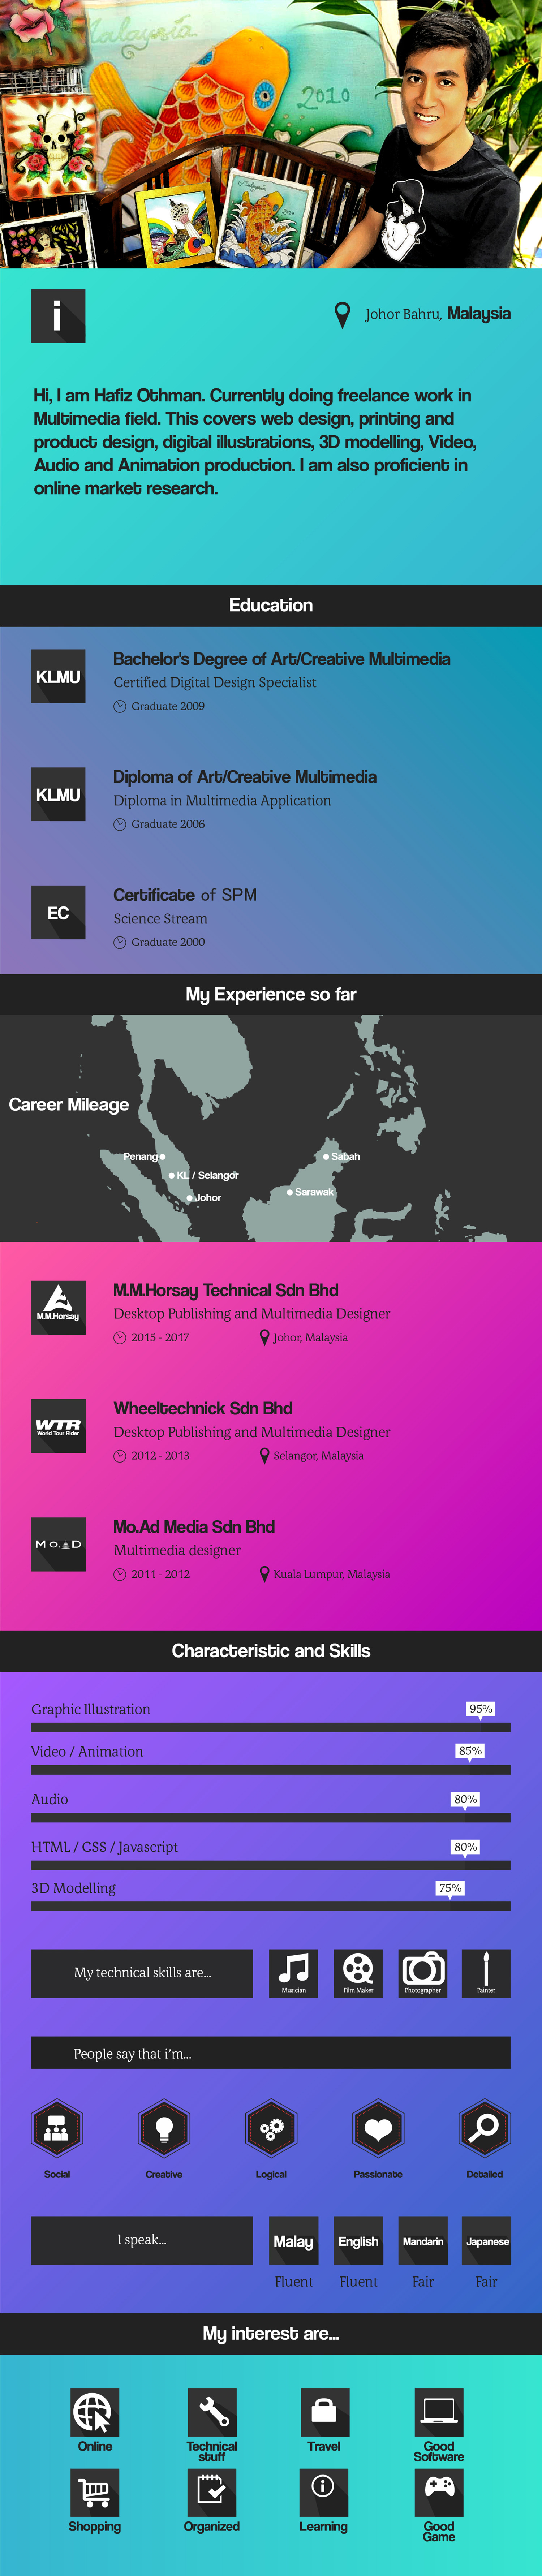 Malaysia
2010
Malaysia
i
Johor Bahru, Malaysia
Hi, I am Hafiz Othman. Currently doing freelance work in
Multimedia field. This covers web design, printing and
product design, digital illustrations, 3D modelling, Video,
Audio and Animation production. I am also proficient in
online market research.
Education
KLMU
Bachelor's Degree of Art/Creative Multimedia
Certified Digital Design Specialist
Graduate 2009
KLMU
Diploma of Art/Creative Multimedia
Diploma in Multimedia Application
Graduate 2006
EC
Certificate of SPM
Science Stream
Graduate 2000
My Experience so far
Career Mileage
Penang
Sabah
KL / Selangor
Sarawak
Johor
M.M.Horsay
M.M.Horsay Technical Sdn Bhd
Desktop Publishing and Multimedia Designer
2015 - 2017 Johor, Malaysia
WTR
World Tour Rider
Wheeltechnick Sdn Bhd
Desktop Publishing and Multimedia Designer
2012 - 2013 Selangor, Malaysia
Mo.AD
Mo.Ad Media Sdn Bhd
Multimedia designer
2011 - 2012 Kuala Lumpur, Malaysia
Characteristic and Skills
Graphic Illustration 95%
Video / Animation 85%
Audio 80%
HTML / CSS / Javascript 80%
3D Modelling 75%
My technical skills are...
Musician Film Maker Photographer Painter
People say that i'm...
Social Creative Logical Passionate Detailed
I speak...
Malay English Mandarin Japanese
Fluent Fluent Fair Fair
My interest are...
Online
Technical
stuff
Travel
Good
Software
Shopping
Organized
Learning
Good
Game